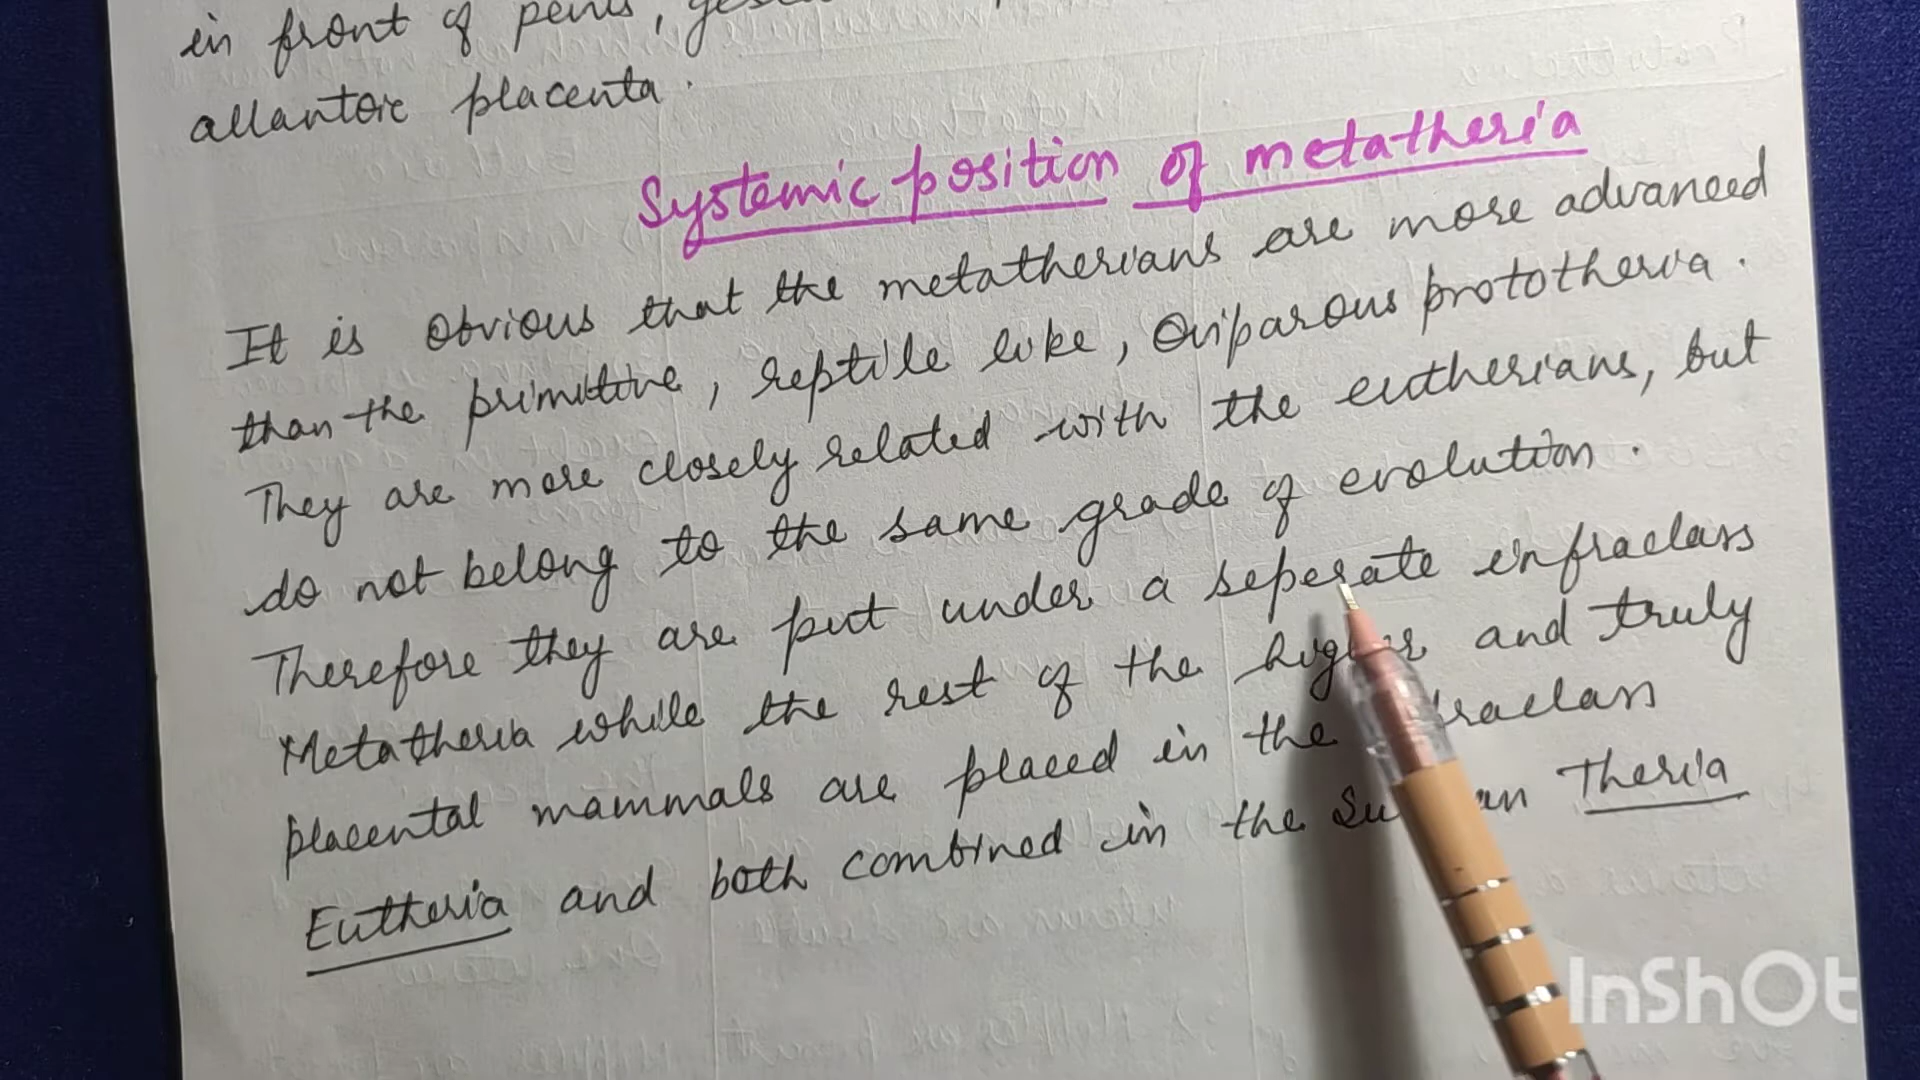 in front of penis,
allantoic placenta.
Systemic position of metatheria
It is obvious that the metatherians are more advanced
than the primitive, reptile like, Oviparous prototheria.
They are more closely related with the eutherians, but
do not belong to the same grade of evolution.
Therefore they are put under a seperate infraclass
Metatheria while the rest of the higher and truly
placental mammals are placed in the
Eutheria and both combined in the Theria
InShOt